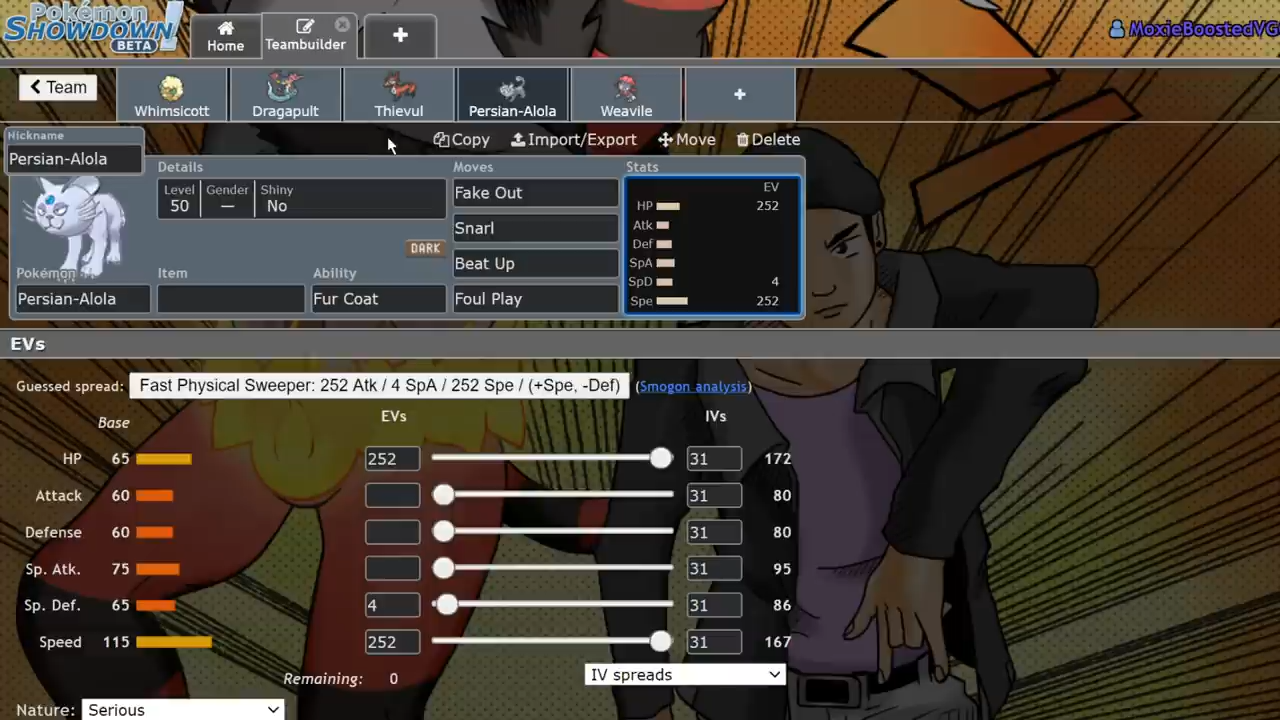 Pokémon
SHOWDOWN!
BETA
Home
Teambuilder
+
MoxieBoostedVG
Team
Whimsicott
Dragapult
Thievul
Persian-Alola
Weavile
+
Nickname
Persian-Alola
Copy
Import/Export
Move
Delete
Details
Level
50
Gender
—
Shiny
No
DARK
Pokémon
Persian-Alola
Item
Ability
Fur Coat
Moves
Fake Out
Snarl
Beat Up
Foul Play
Stats
EV
HP 252
Atk
Def
SpA
SpD 4
Spe 252
EVs
Guessed spread: Fast Physical Sweeper: 252 Atk / 4 SpA / 252 Spe / (+Spe, -Def) (Smogon analysis)
Base EVs IVs
HP 65 252 31 172
Attack 60 31 80
Defense 60 31 80
Sp. Atk. 75 31 95
Sp. Def. 65 4 31 86
Speed 115 252 31 167
Remaining: 0
IV spreads
Nature: Serious